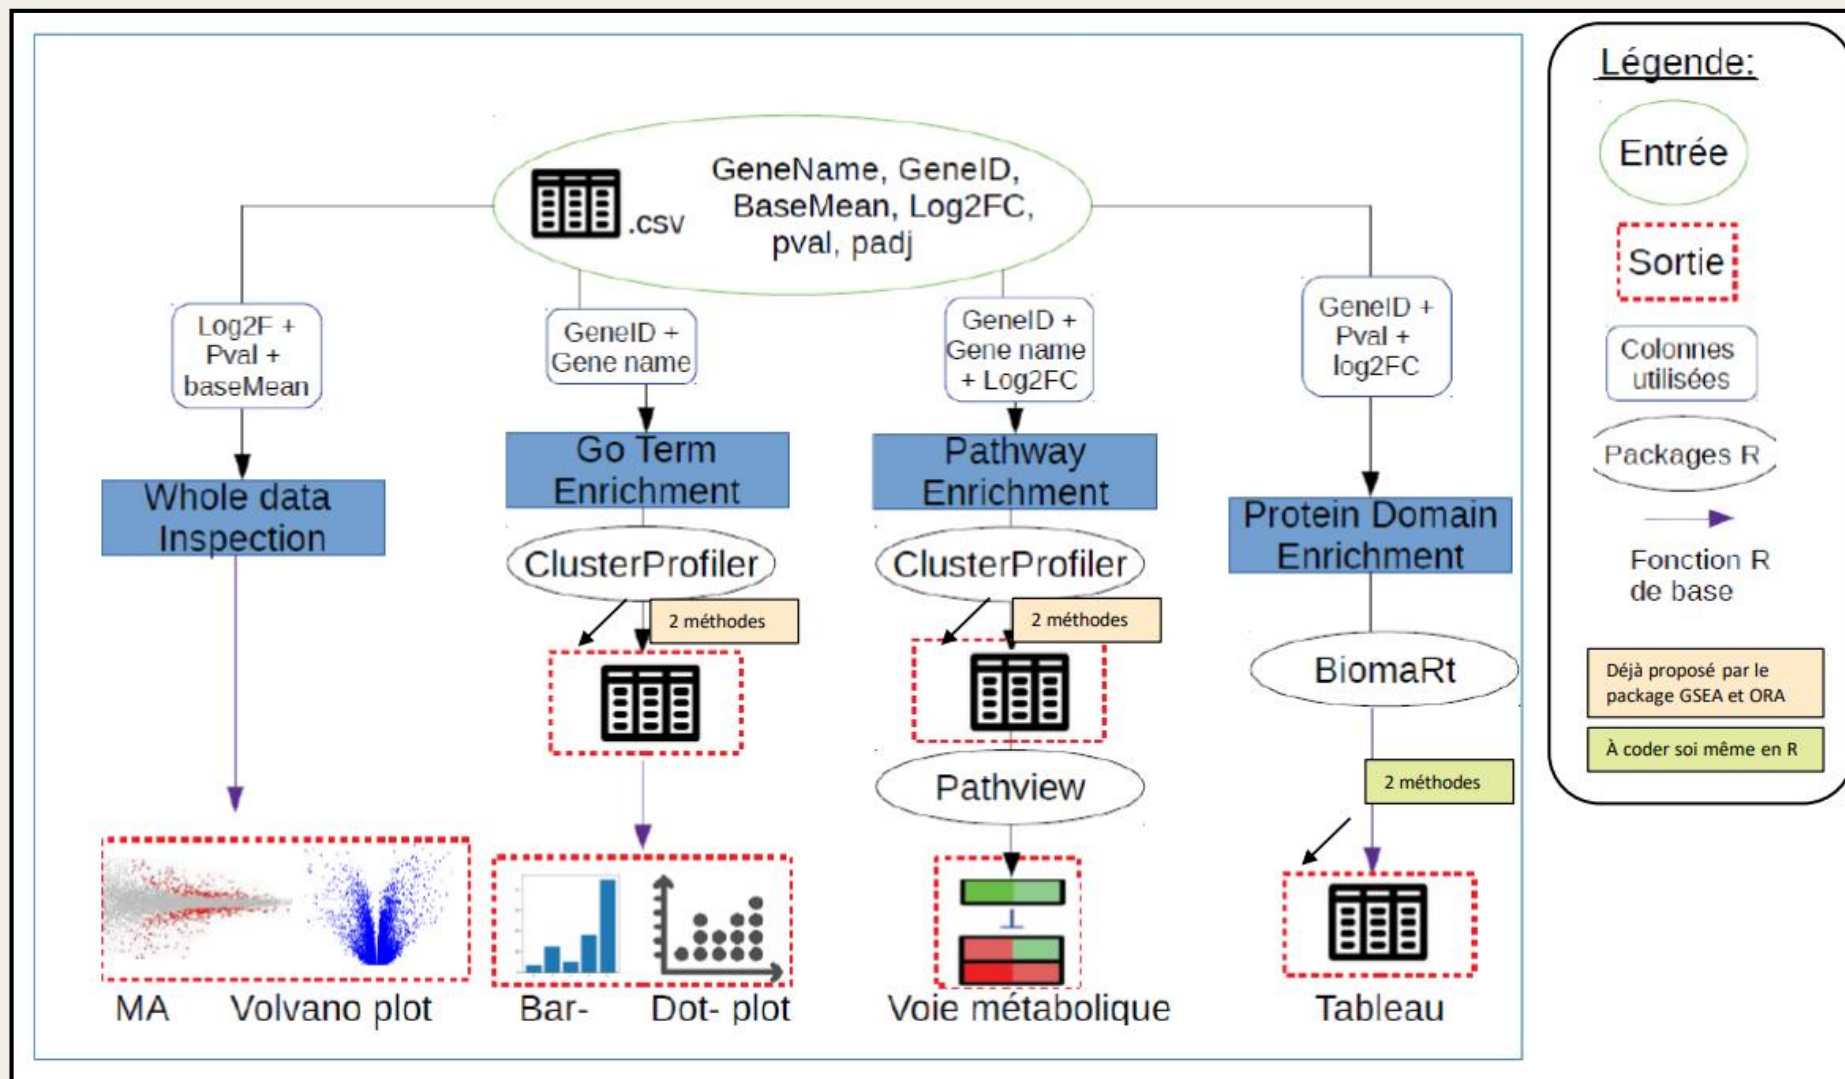 GeneName, GeneID,
BaseMean, Log2FC,
pval, padj
.csv
Log2F +
Pval +
baseMean
GeneID +
Gene name
GeneID +
Gene name
+ Log2FC
GeneID +
Pval +
log2FC
Whole data
Inspection
Go Term
Enrichment
Pathway
Enrichment
Protein Domain
Enrichment
ClusterProfiler
ClusterProfiler
2 méthodes
2 méthodes
BiomaRt
Pathview
2 méthodes
MA
Volvano plot
Bar-
Dot- plot
Voie métabolique
Tableau
Légende:
Entrée
Sortie
Colonnes
utilisées
Packages R
Fonction R
de base
Déjà proposé par le
package GSEA et ORA
À coder soi même en R